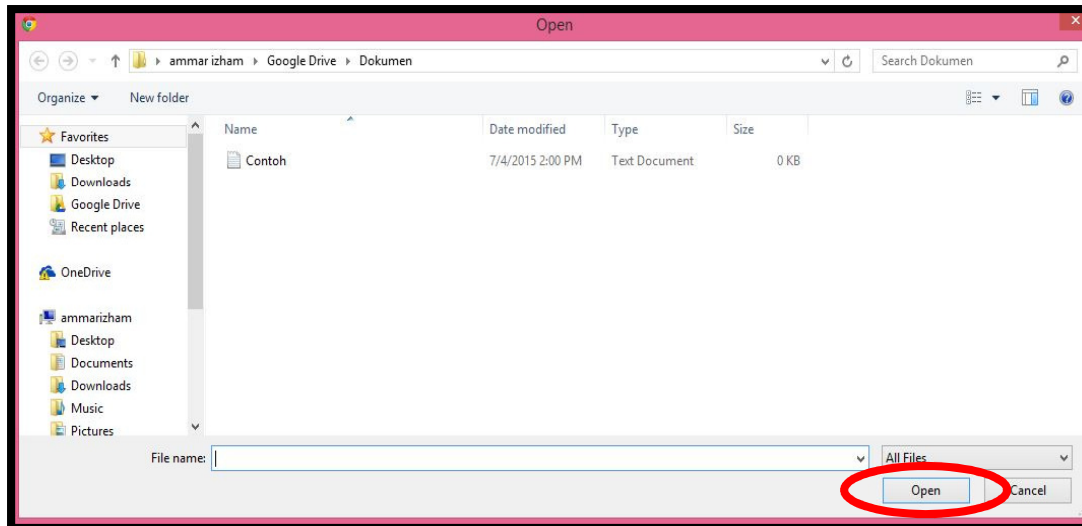 Open
ammar izham Google Drive Dokumen
Search Dokumen
Organize New folder
Name Date modified Type Size
Contoh 7/4/2015 2:00 PM Text Document 0 KB
Favorites
Desktop
Downloads
Google Drive
Recent places
OneDrive
ammarizham
Desktop
Documents
Downloads
Music
Pictures
File name:
All Files
Open Cancel